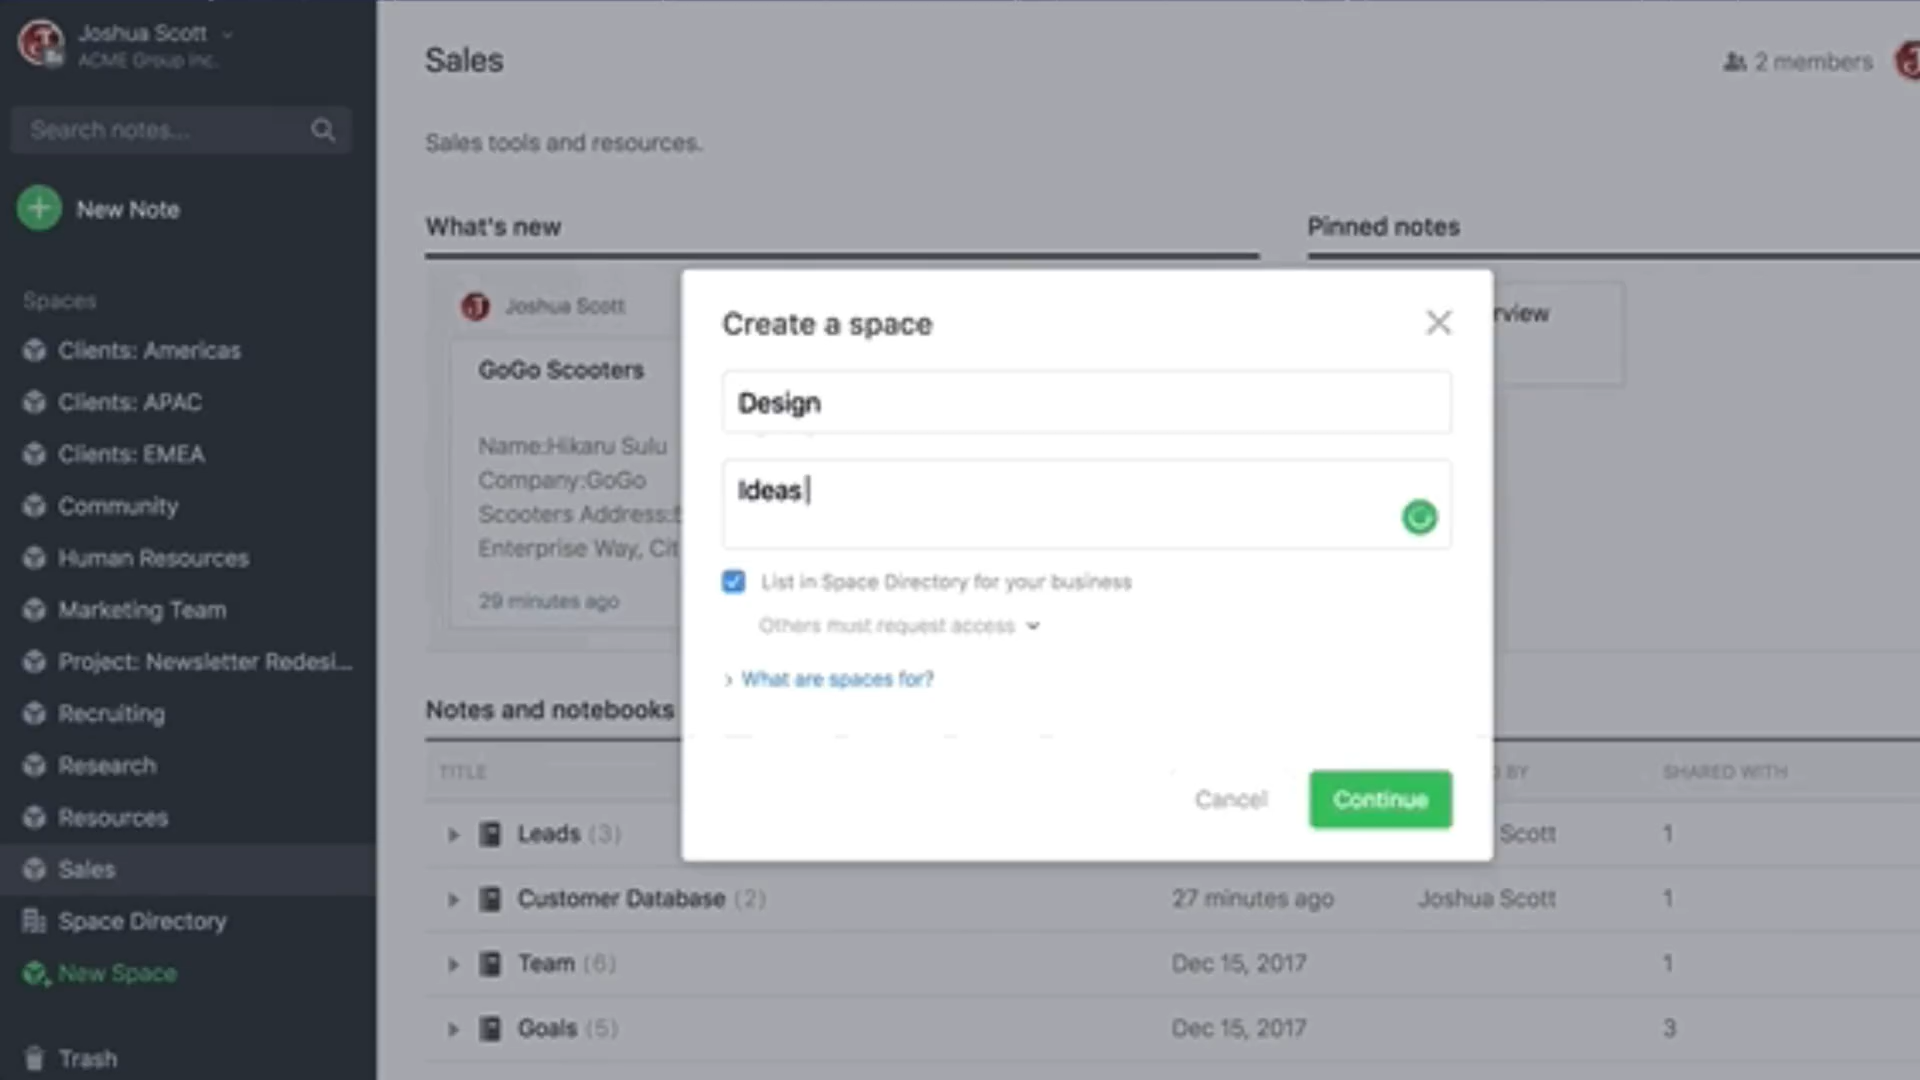 Joshua Scott
ACME Group Inc.
Search notes...
New Note
Spaces
Clients: Americas
Clients: APAC
Clients: EMEA
Community
Human Resources
Marketing Team
Project: Newsletter Redesi...
Recruiting
Research
Resources
Sales
Space Directory
New Space
Trash
Sales
2 members
Sales tools and resources.
What's new
Pinned notes
Joshua Scott
GoGo Scooters
Name:Hikaru Sulu
Company:GoGo
Scooters Address:
Enterprise Way, Cit
29 minutes ago
rview
Create a space
Design
Ideas
List in Space Directory for your business
Others must request access
What are spaces for?
Cancel
Continue
Notes and notebooks
TITLE
BY
SHARED WITH
Leads (3)
Scott
1
Customer Database (2)
27 minutes ago
Joshua Scott
1
Team (6)
Dec 15, 2017
1
Goals (5)
Dec 15, 2017
3